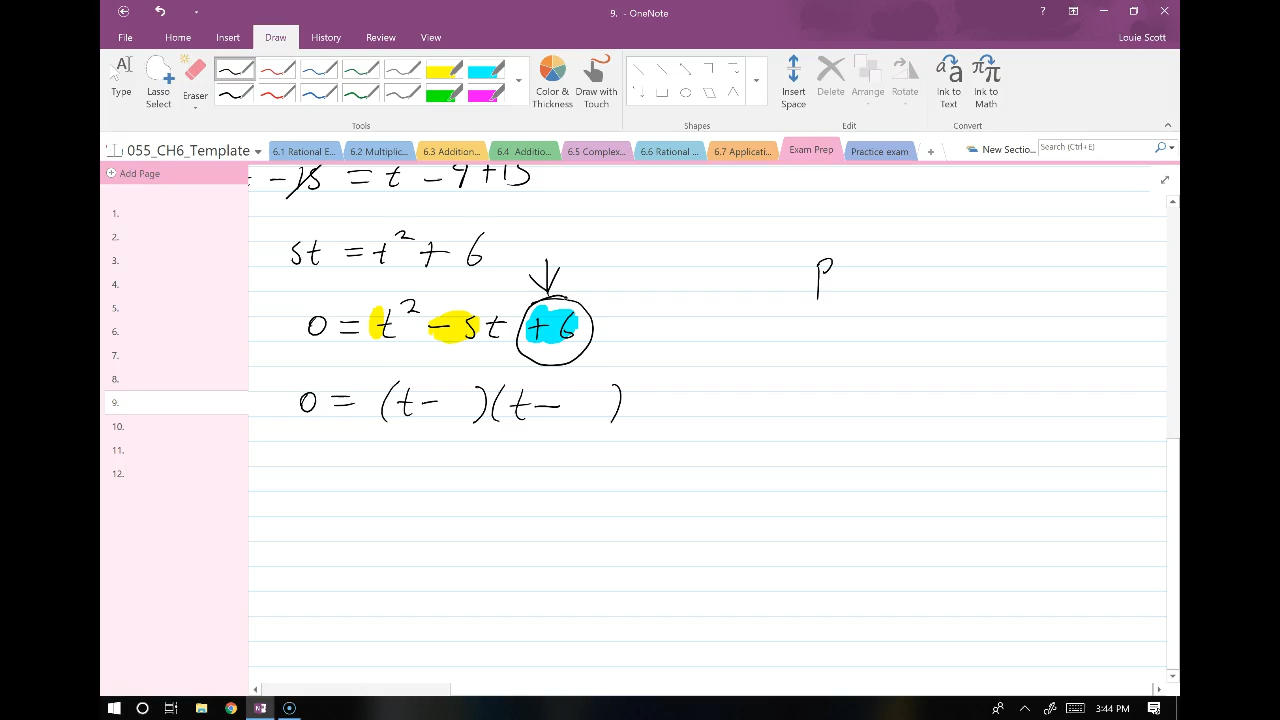 9. - OneNote
Louie Scott
File Home Insert Draw History Review View
Type Lasso Select Eraser Color & Thickness Draw with Touch Insert Space Delete Arrange Rotate Ink to Text Ink to Math
Tools Shapes Edit Convert
055_CH6_Template 6.1 Rational E... 6.2 Multiplic... 6.3 Addition... 6.4 Additio... 6.5 Complex... 6.6 Rational ... 6.7 Applicati... Exam Prep Practice exam + New Sectio... Search (Ctrl+E)
Add Page
1.
2.
3.
4.
5.
6.
7.
8.
9.
10.
11.
12.
- 15 = t - 9 + 15
5t = t² + 6
0 = t² - 5t + 6
0 = (t -   )(t -   )
P
3:44 PM